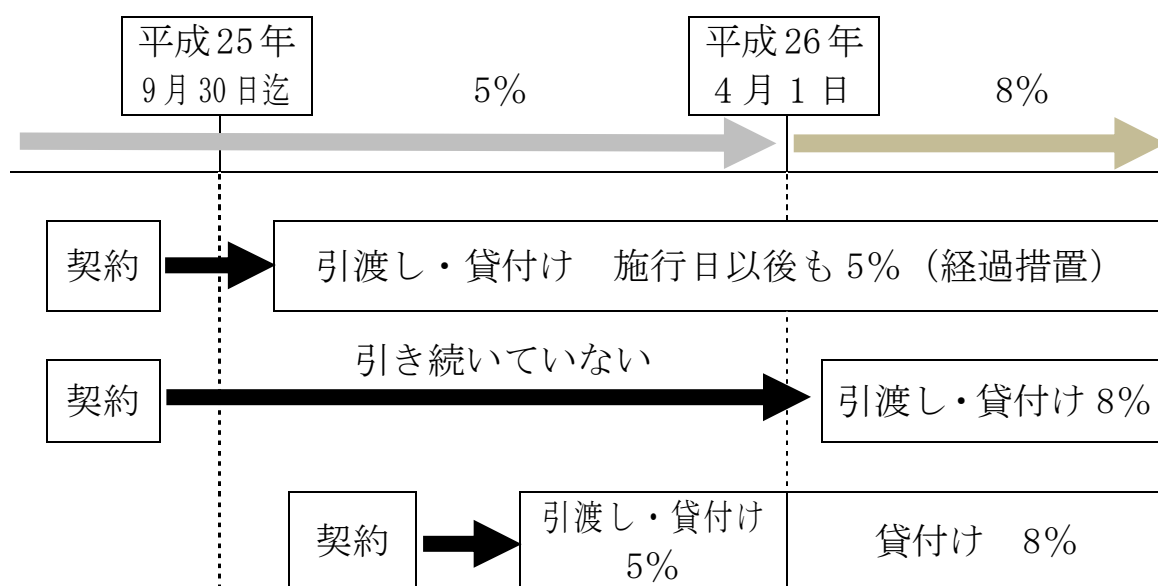 平成25年
9月30日迄
5%
平成26年
4月1日
8%
契約
引渡し・貸付け　施行日以後も5%（経過措置）
引き続いていない
契約
引渡し・貸付け8%
契約
引渡し・貸付け
5%
貸付け　8%